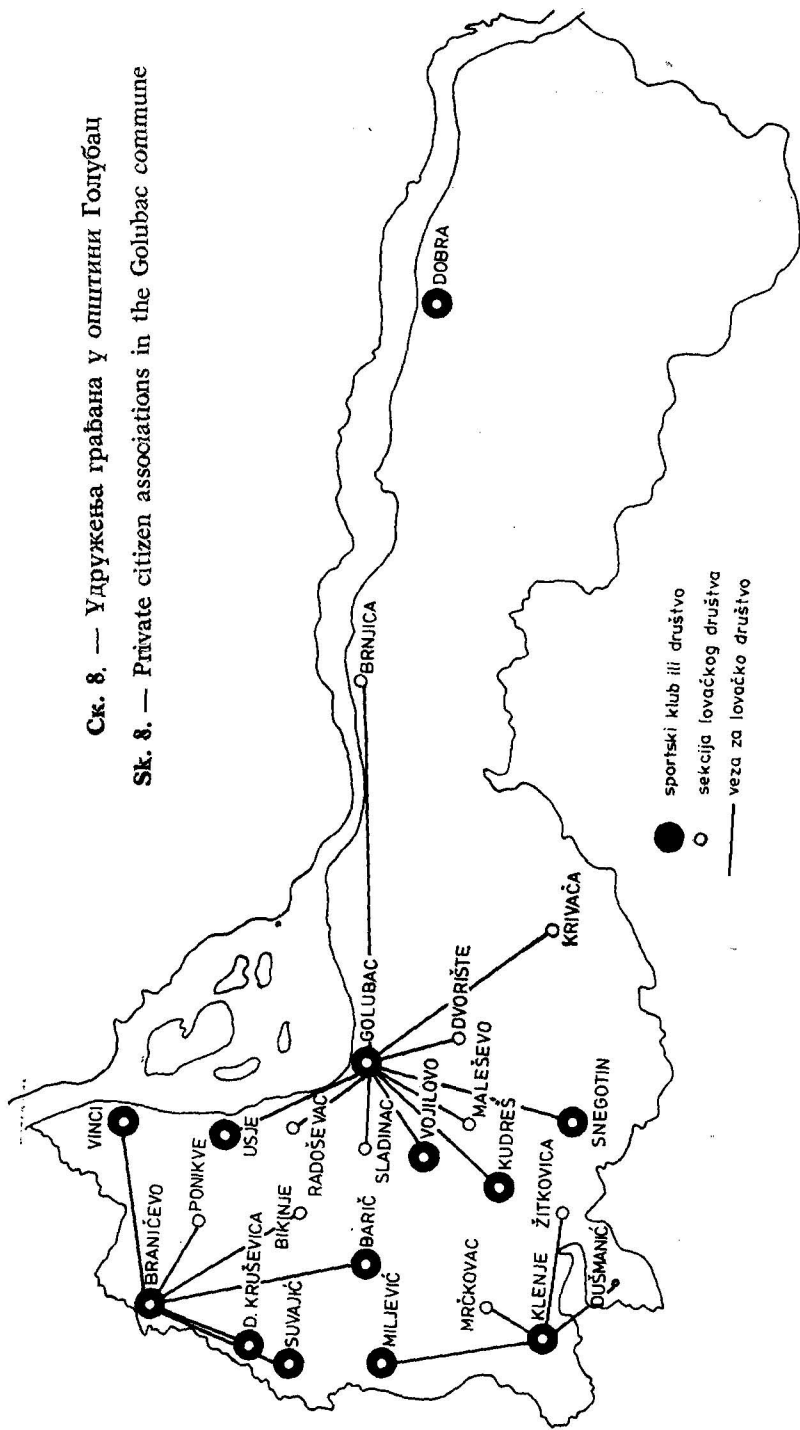 Ск. 8. — Удружења грађана у општини Голубац
Sk. 8. — Private citizen associations in the Golubac commune
VINCI
BRANIČEVO
PONIKVE
USJE
D. KRUŠEVICA
SUVAJIĆ
BIKINJE
RADOŠEVAC
GOLUBAC
BRNJICA
DOBRA
BARIČ
SLADINAC
MILJEVIĆ
VOJILOVO
DVORIŠTE
MALEŠEVO
KUDREŠ
KRIVAČA
MRČKOVAC
SNEGOTIN
KLENJE
ŽITKOVICA
DUŠMANIĆ
sportski klub ili društvo
sekcija lovačkog društva
veza za lovačko društvo